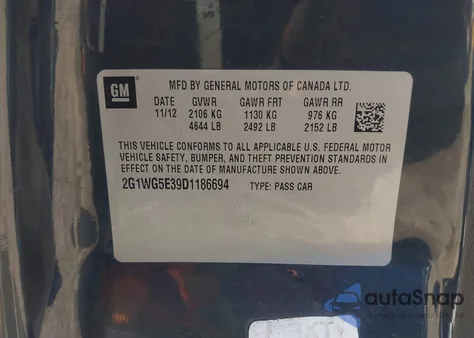 GM
MFD BY GENERAL MOTORS OF CANADA LTD.
DATE GVWR GAWR FRT GAWR RR
11/12 2106 KG 1130 KG 976 KG
4644 LB 2492 LB 2152 LB
THIS VEHICLE CONFORMS TO ALL APPLICABLE U.S. FEDERAL MOTOR
VEHICLE SAFETY, BUMPER, AND THEFT PREVENTION STANDARDS IN
EFFECT ON THE DATE OF MANUFACTURE SHOWN ABOVE.
2G1WG5E39D1186694 TYPE: PASS CAR
autoSnap